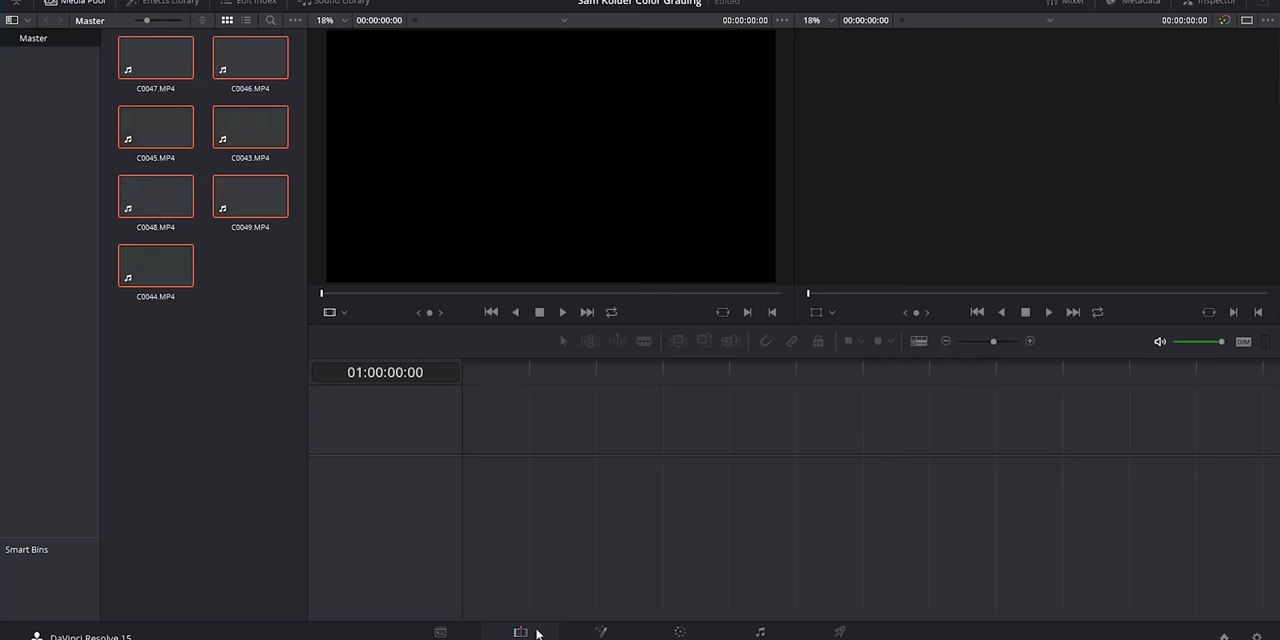 Media Pool Effects Library Edit Index Sound Library Sam Kolder Color Grading Edited Mixer Metadata Inspector
Master 18% 00:00:00:00 00:00:00:00 18% 00:00:00:00 00:00:00:00
Master
C0047.MP4 C0046.MP4
C0045.MP4 C0043.MP4
C0048.MP4 C0049.MP4
C0044.MP4
DIM
01:00:00:00
Smart Bins
DaVinci Resolve 15